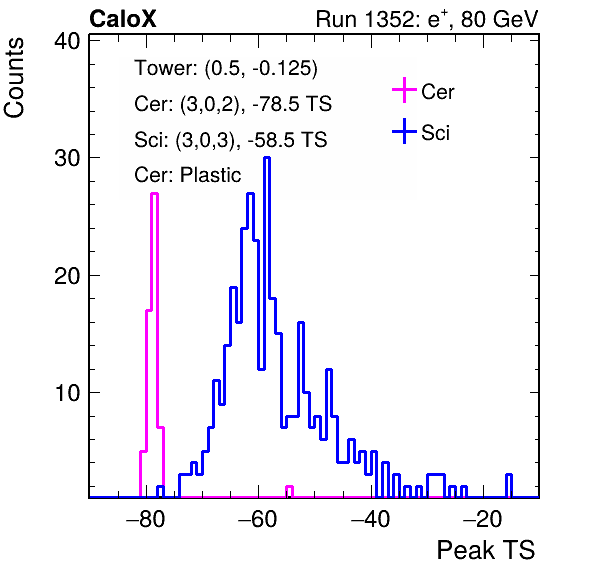 CaloX Run 1352: e⁺, 80 GeV
Counts
40
Tower: (0.5, -0.125)
Cer: (3,0,2), -78.5 TS
Sci: (3,0,3), -58.5 TS
Cer: Plastic
Cer
Sci
30
20
10
−80 −60 −40 −20
Peak TS